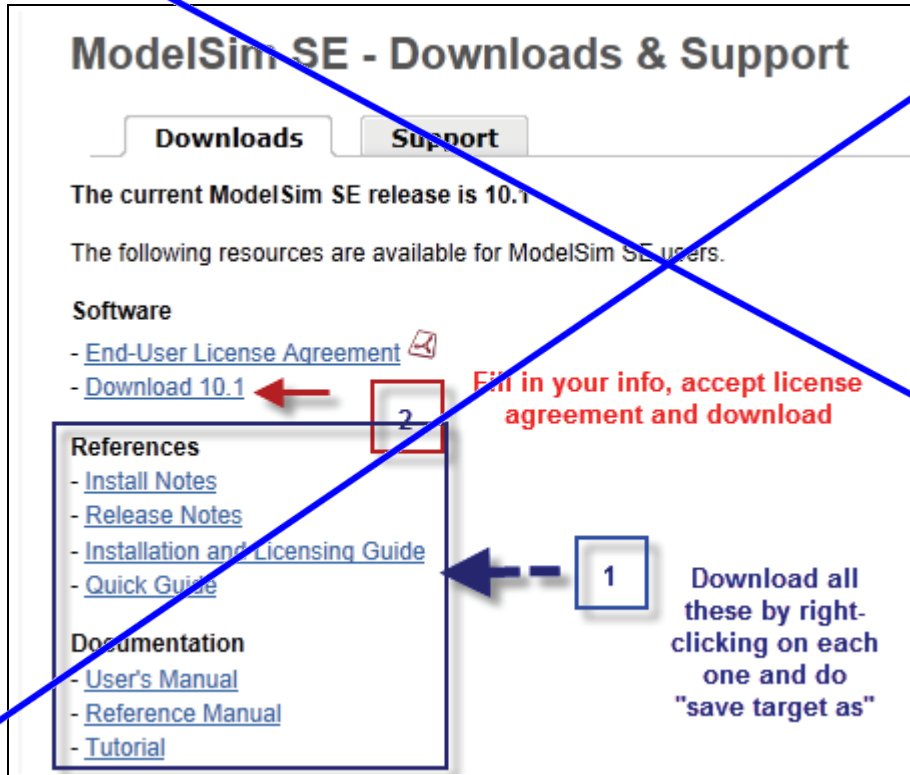 ModelSim SE - Downloads & Support
Downloads
Support
The current ModelSim SE release is 10.1
The following resources are available for ModelSim SE users.
Software
- End-User License Agreement
- Download 10.1
2
Fill in your info, accept license
agreement and download
References
- Install Notes
- Release Notes
- Installation and Licensing Guide
- Quick Guide
1
Download all
these by right-
clicking on each
one and do
"save target as"
Documentation
- User's Manual
- Reference Manual
- Tutorial